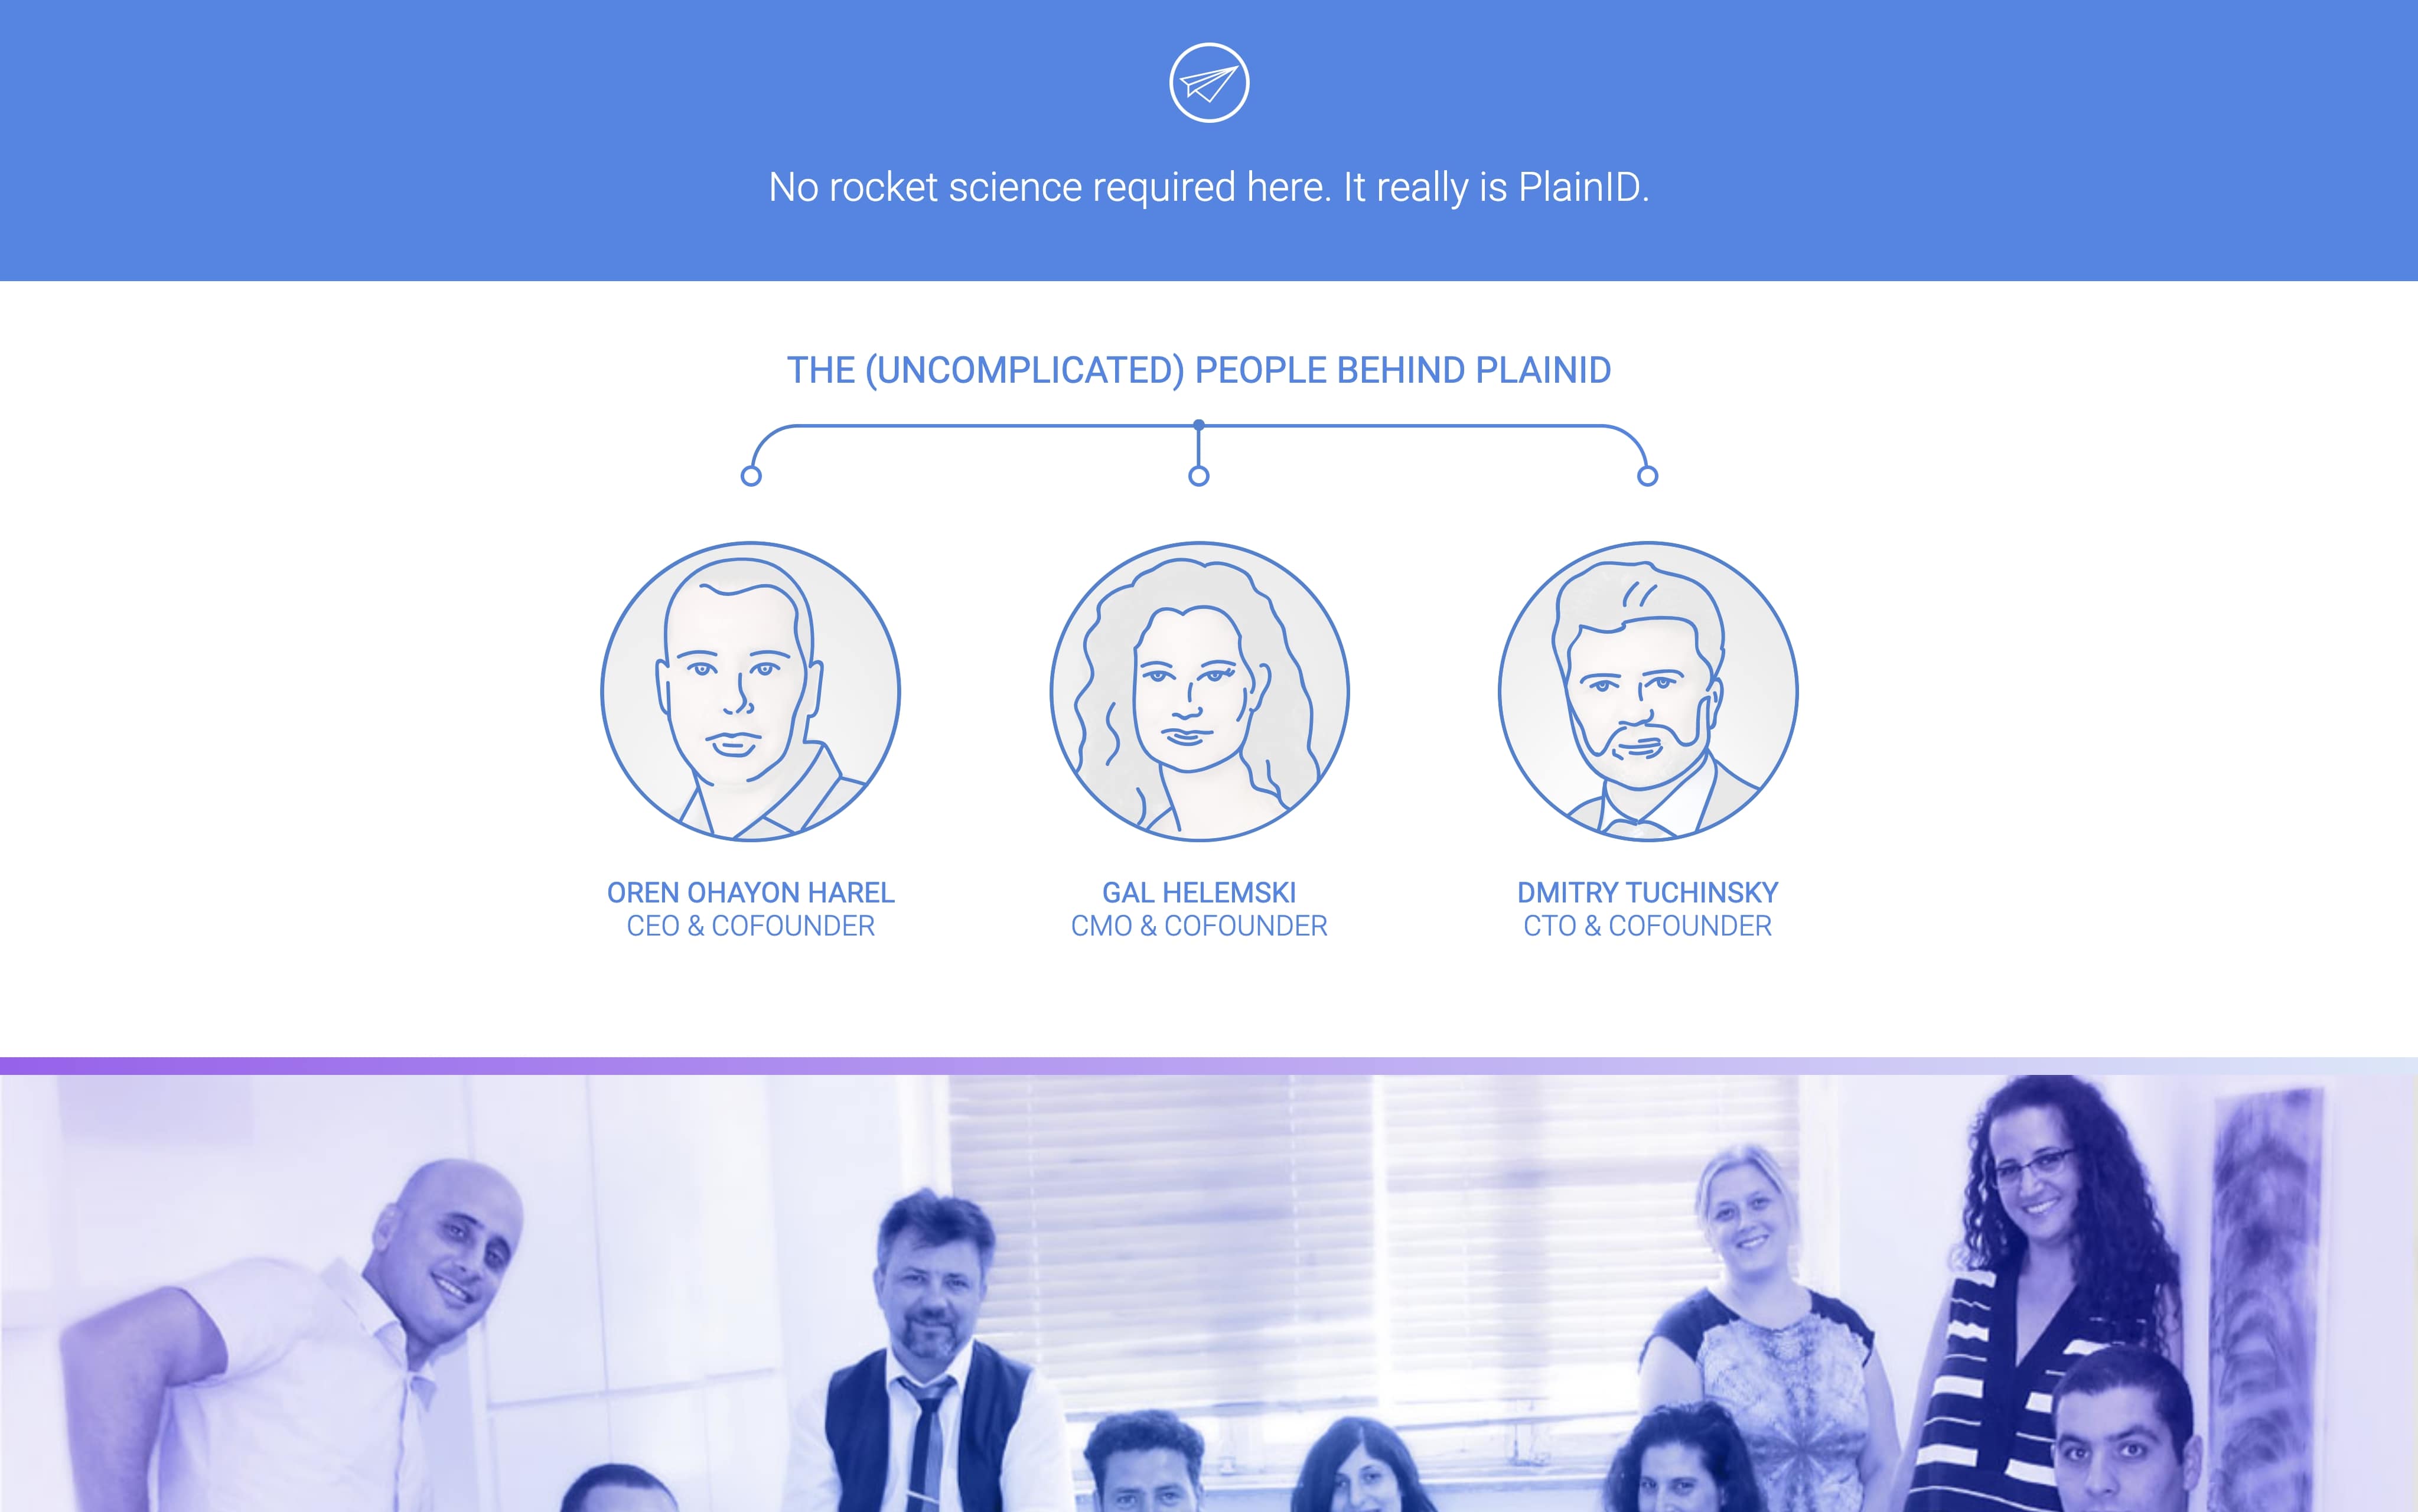 No rocket science required here. It really is PlainID.
THE (UNCOMPLICATED) PEOPLE BEHIND PLAINID
OREN OHAYON HAREL
CEO & COFOUNDER
GAL HELEMSKI
CMO & COFOUNDER
DMITRY TUCHINSKY
CTO & COFOUNDER